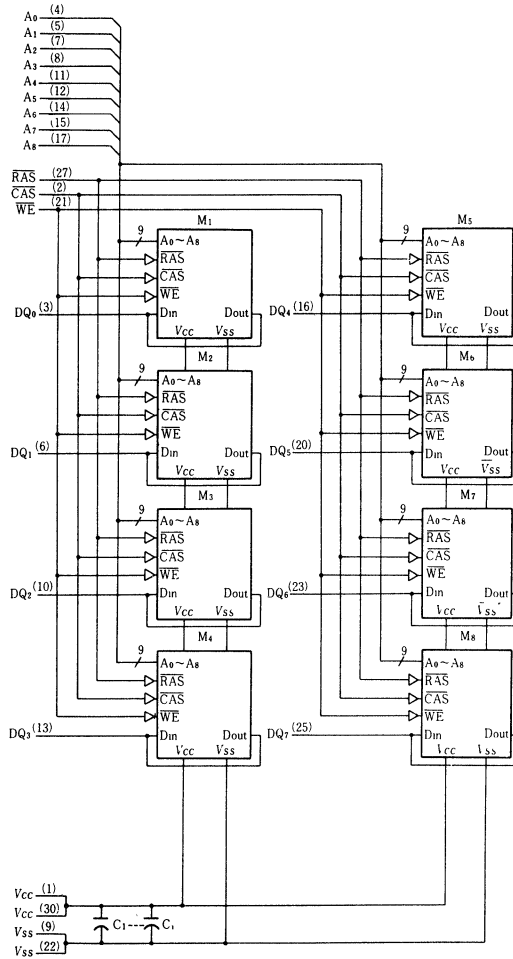 A0 (4)
A1 (5)
A2 (7)
A3 (8)
A4 (11)
A5 (12)
A6 (14)
A7 (15)
A8 (17)
RAS (27)
CAS (2)
WE (21)
M1
9 A0~A8
RAS
CAS
WE
DQ0 (3) Din Dout
Vcc Vss
M2
9 A0~A8
RAS
CAS
WE
DQ1 (6) Din Dout
Vcc Vss
M3
9 A0~A8
RAS
CAS
WE
DQ2 (10) Din Dout
Vcc Vss
M4
9 A0~A8
RAS
CAS
WE
DQ3 (13) Din Dout
Vcc Vss
M5
9 A0~A8
RAS
CAS
WE
DQ4 (16) Din Dout
Vcc Vss
M6
9 A0~A8
RAS
CAS
WE
DQ5 (20) Din Dout
Vcc Vss
M7
9 A0~A8
RAS
CAS
WE
DQ6 (23) Din Dout
Vcc Vss
M8
9 A0~A8
RAS
CAS
WE
DQ7 (25) Din Dout
Vcc Vss
Vcc (1)
Vcc (30)
C1---C
Vss (9)
Vss (22)